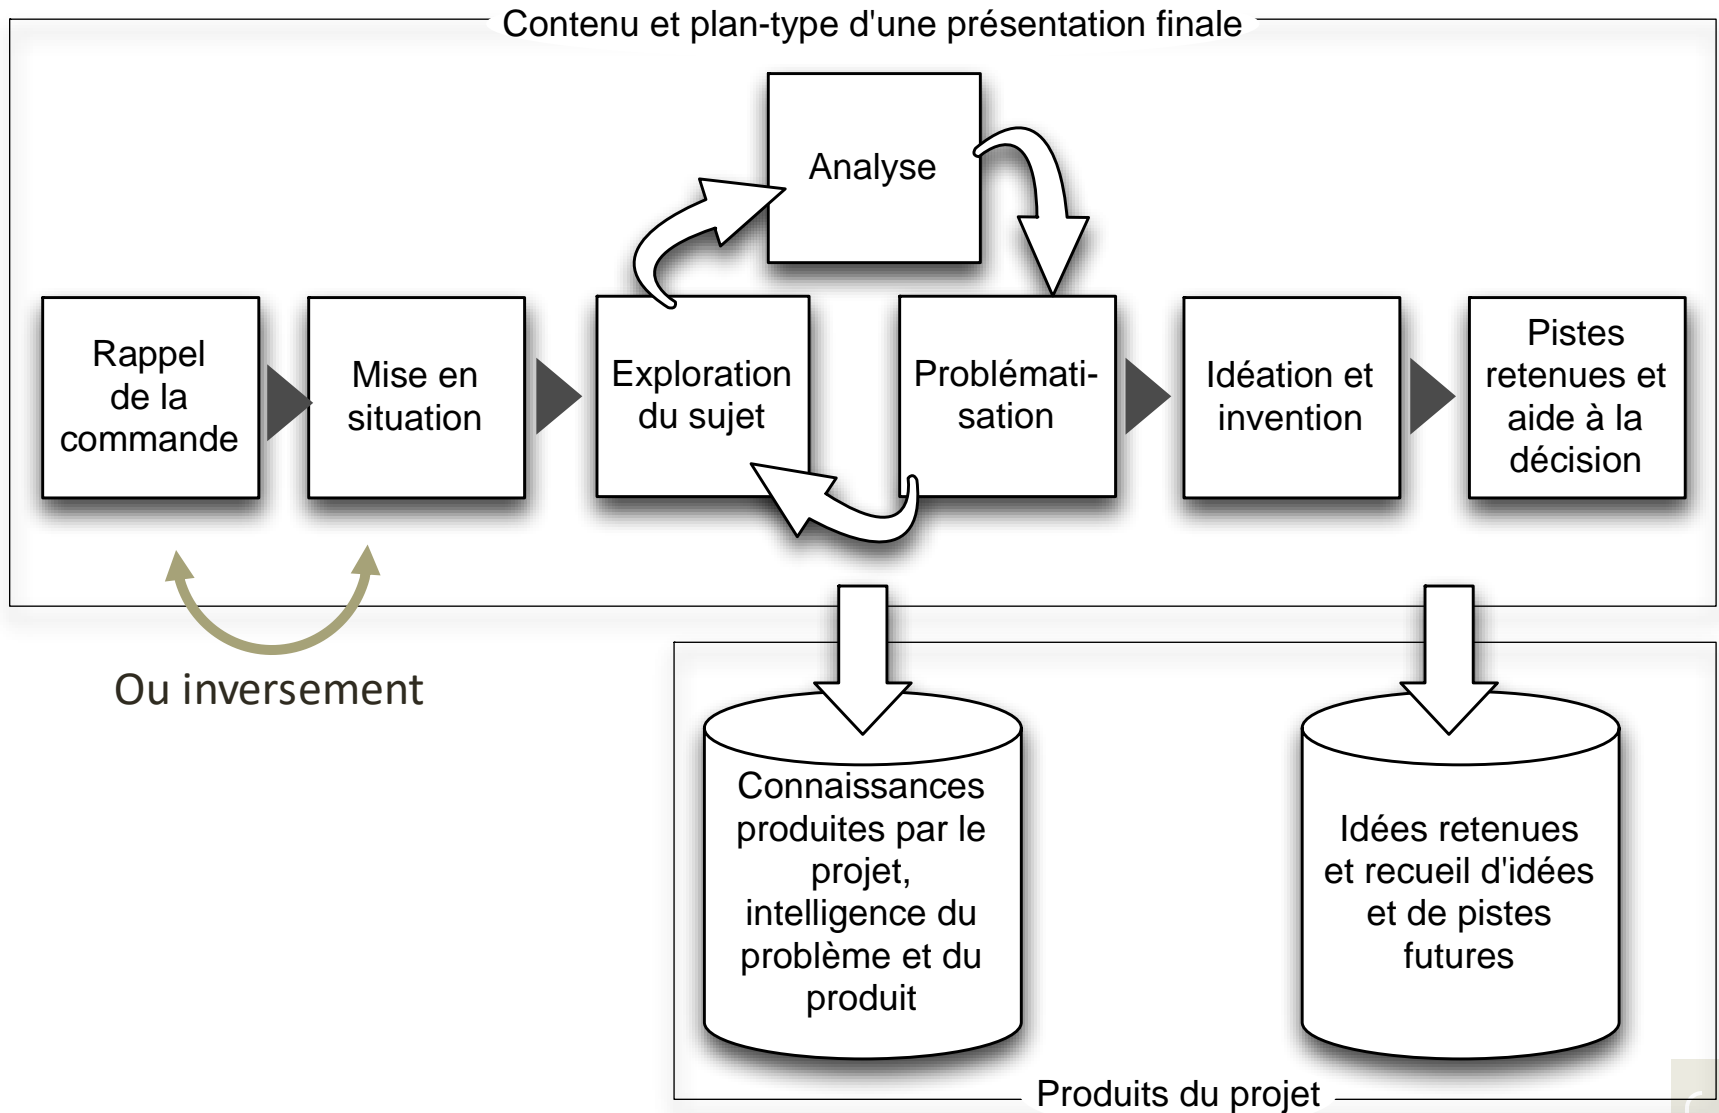 Contenu et plan-type d'une présentation finale
Analyse
Rappel
de la
commande
Mise en
situation
Exploration
du sujet
Problémati-
sation
Idéation et
invention
Pistes
retenues et
aide à la
décision
Ou inversement
Connaissances
produites par le
projet,
intelligence du
problème et du
produit
Idées retenues
et recueil d'idées
et de pistes
futures
Produits du projet